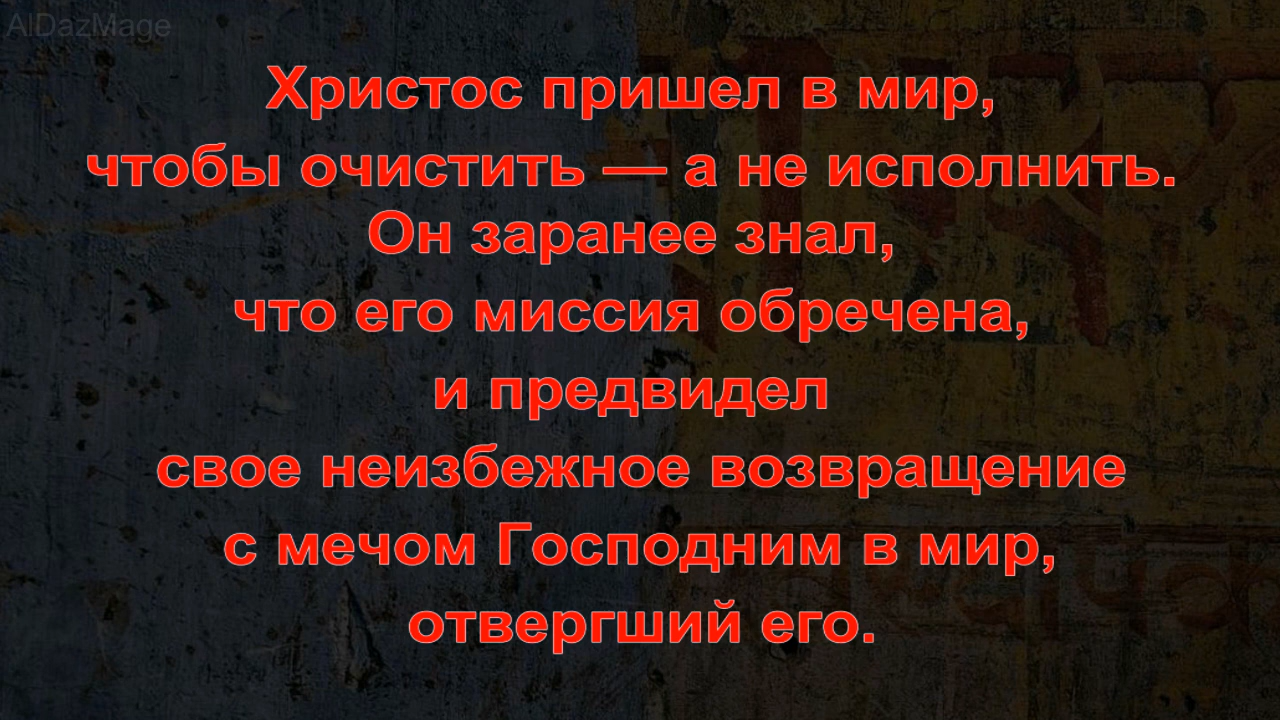 AlDazMage
Христос пришел в мир,
чтобы очистить — а не исполнить.
Он заранее знал,
что его миссия обречена,
и предвидел
свое неизбежное возвращение
с мечом Господним в мир,
отвергший его.